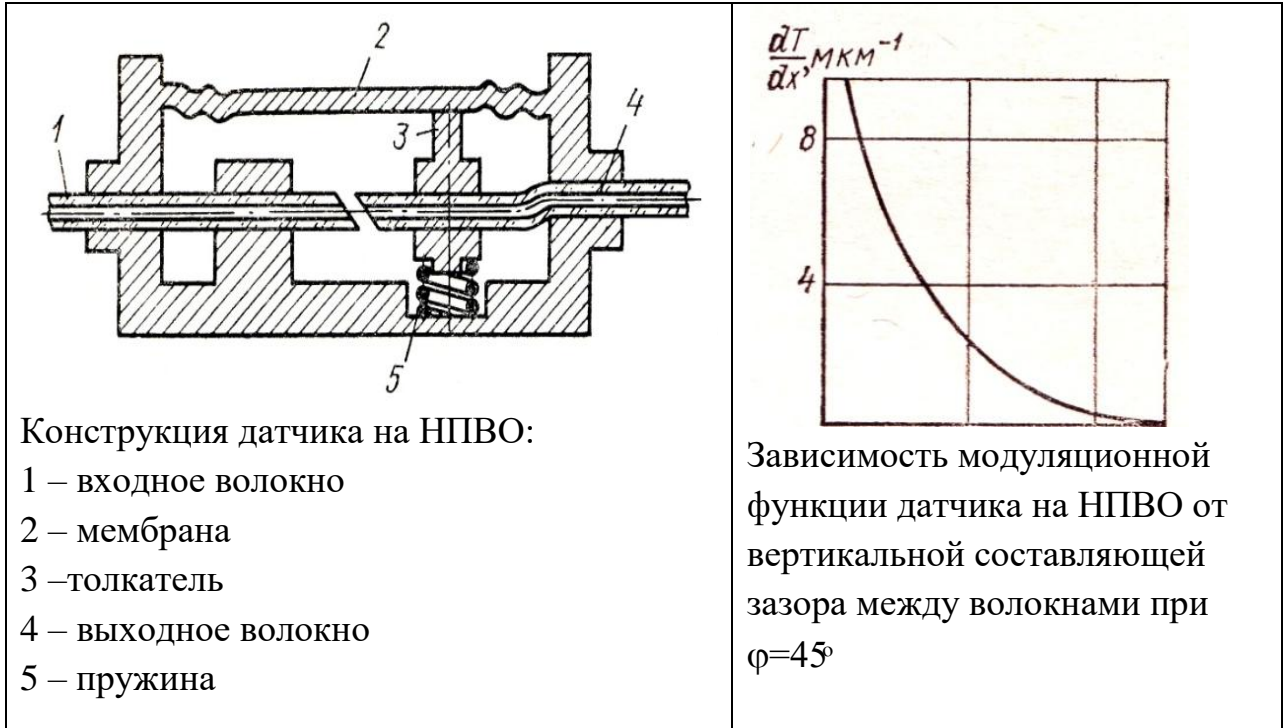 1
2
3
4
5
Конструкция датчика на НПВО:
1 – входное волокно
2 – мембрана
3 –толкатель
4 – выходное волокно
5 – пружина
dT/dx, мкм⁻¹
8
4
Зависимость модуляционной
функции датчика на НПВО от
вертикальной составляющей
зазора между волокнами при
φ=45º